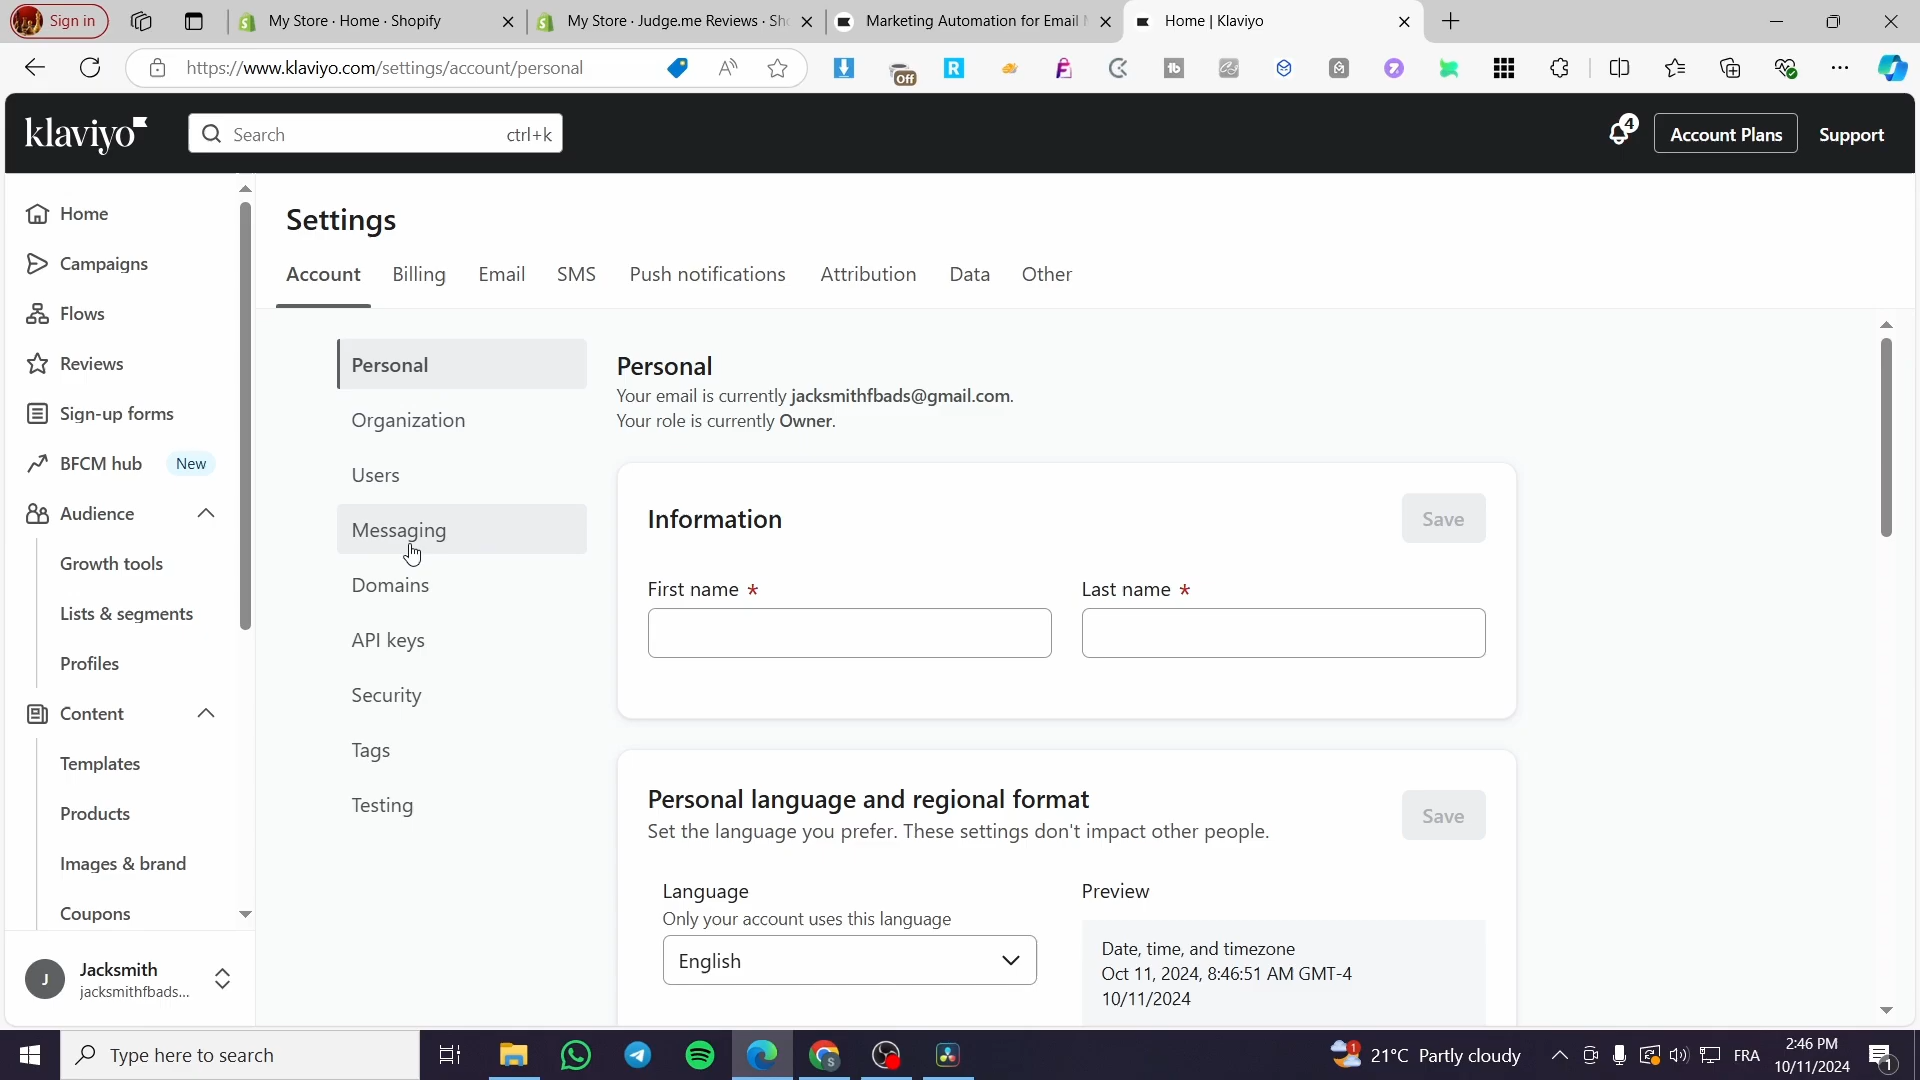 Sign in
My Store · Home · Shopify
My Store · Judge.me Reviews · Sh
Marketing Automation for Email
Home | Klaviyo
https://www.klaviyo.com/settings/account/personal
Off
klaviyo
Search
ctrl+k
4
Account Plans
Support
Home
Campaigns
Flows
Reviews
Sign-up forms
BFCM hub New
Audience
Growth tools
Lists & segments
Profiles
Content
Templates
Products
Images & brand
Coupons
J
Jacksmith
jacksmithfbads...
Settings
Account
Billing
Email
SMS
Push notifications
Attribution
Data
Other
Personal
Organization
Users
Messaging
Domains
API keys
Security
Tags
Testing
Personal
Your email is currently jacksmithfbads@gmail.com.
Your role is currently Owner.
Information
Save
First name *
Last name *
Personal language and regional format
Set the language you prefer. These settings don't impact other people.
Save
Language
Only your account uses this language
English
Preview
Date, time, and timezone
Oct 11, 2024, 8:46:51 AM GMT-4
10/11/2024
Type here to search
1
21°C Partly cloudy
FRA
2:46 PM
10/11/2024
1